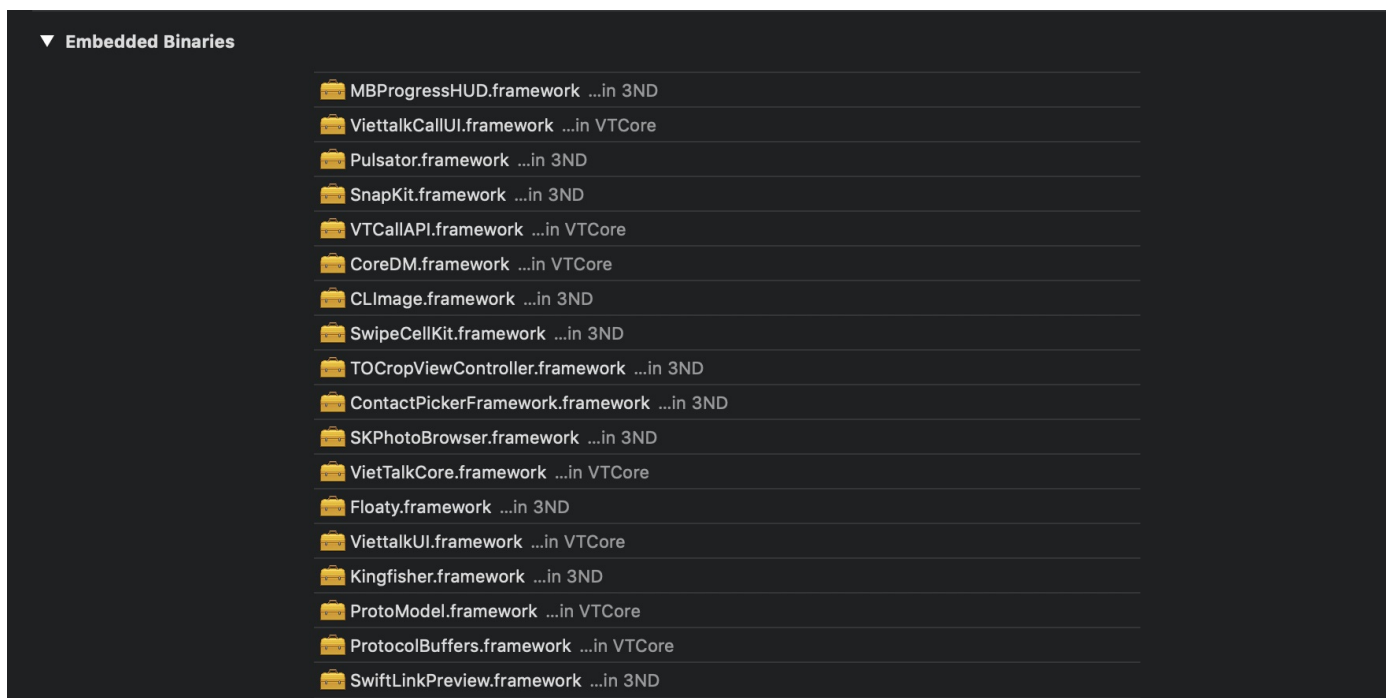 ▼ Embedded Binaries
MBProgressHUD.framework ...in 3ND
ViettalkCallUI.framework ...in VTCore
Pulsator.framework ...in 3ND
SnapKit.framework ...in 3ND
VTCallAPI.framework ...in VTCore
CoreDM.framework ...in VTCore
CLImage.framework ...in 3ND
SwipeCellKit.framework ...in 3ND
TOCropViewController.framework ...in 3ND
ContactPickerFramework.framework ...in 3ND
SKPhotoBrowser.framework ...in 3ND
VietTalkCore.framework ...in VTCore
Floaty.framework ...in 3ND
ViettalkUI.framework ...in VTCore
Kingfisher.framework ...in 3ND
ProtoModel.framework ...in VTCore
ProtocolBuffers.framework ...in VTCore
SwiftLinkPreview.framework ...in 3ND